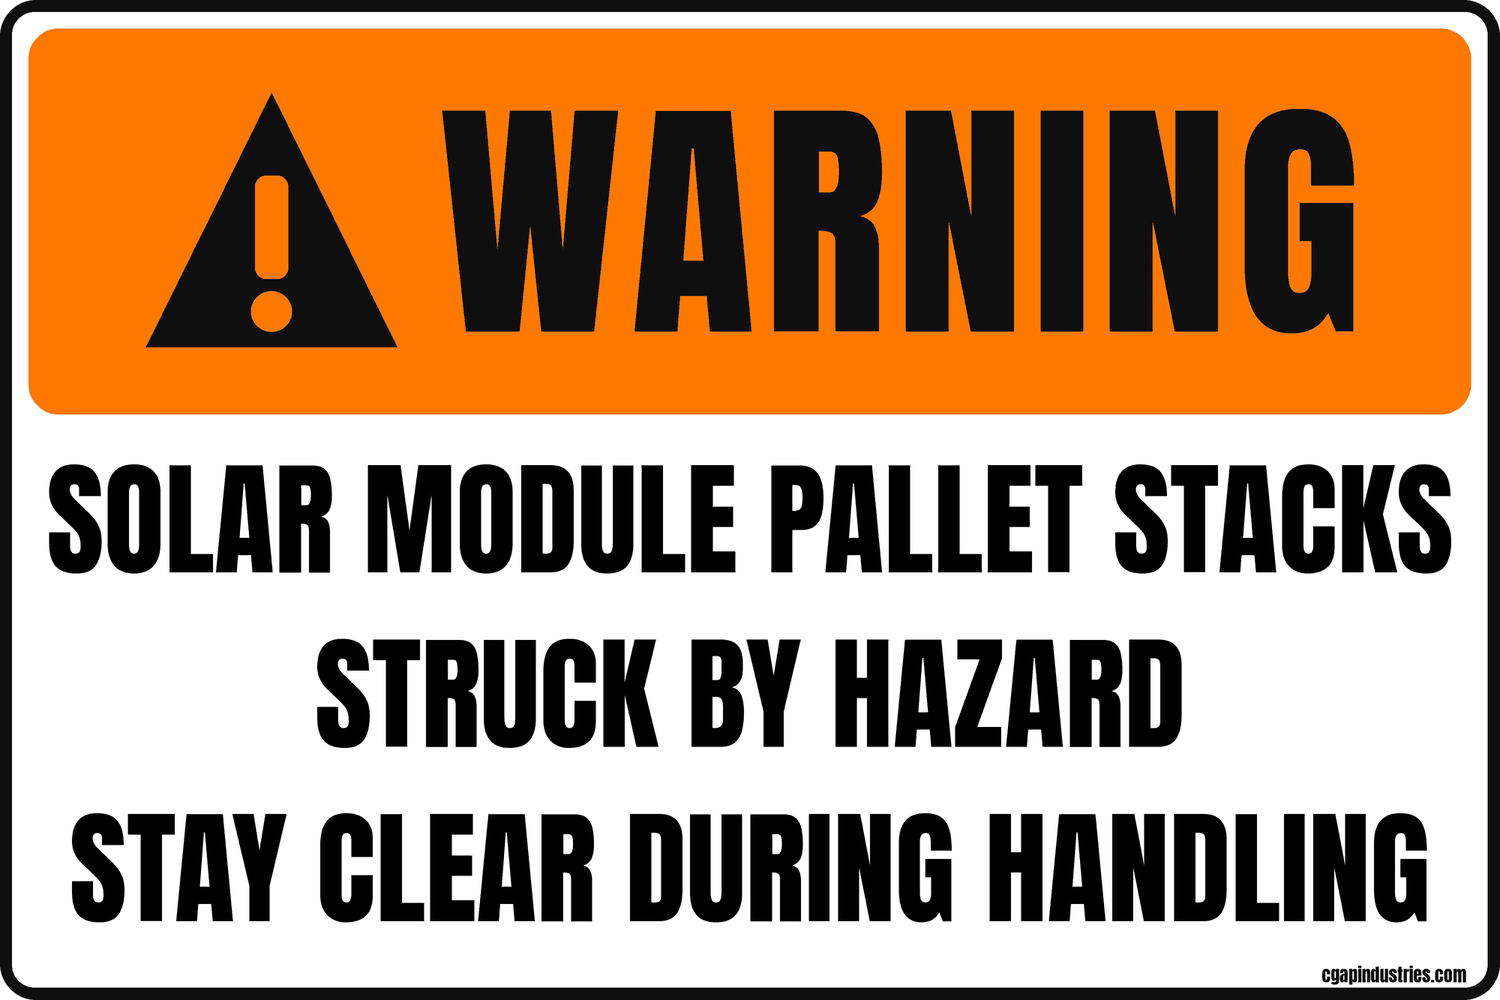 WARNING
SOLAR MODULE PALLET STACKS
STRUCK BY HAZARD
STAY CLEAR DURING HANDLING
cgapindustries.com